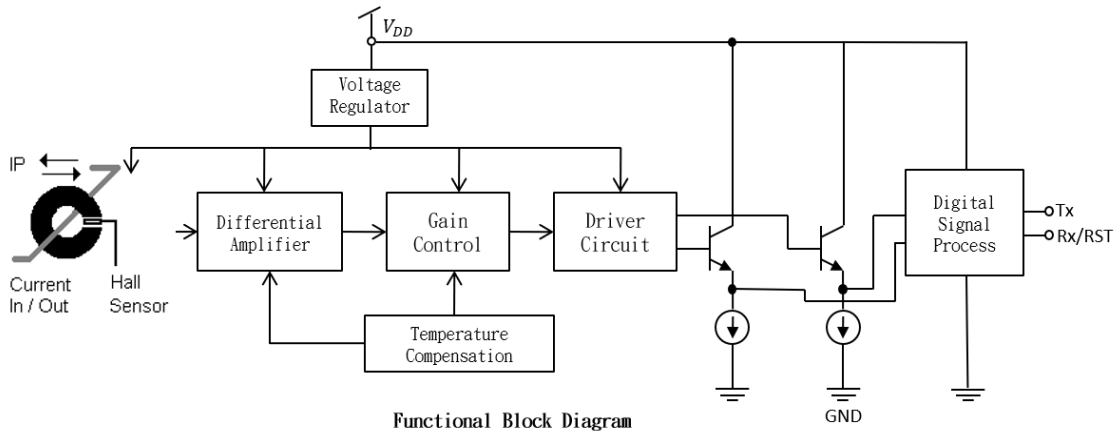 V_DD
Voltage
Regulator
IP
Differential
Amplifier
Gain
Control
Driver
Circuit
Digital
Signal
Process
Tx
Rx/RST
Current
In / Out
Hall
Sensor
Temperature
Compensation
GND
Functional Block Diagram